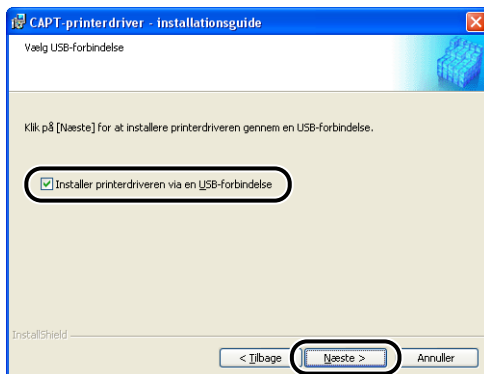 CAPT-printerdriver - installationsguide
Vælg USB-forbindelse
Klik på [Næste] for at installere printerdriveren gennem en USB-forbindelse.
Installer printerdriveren via en USB-forbindelse
InstallShield
< Tilbage
Næste >
Annuller